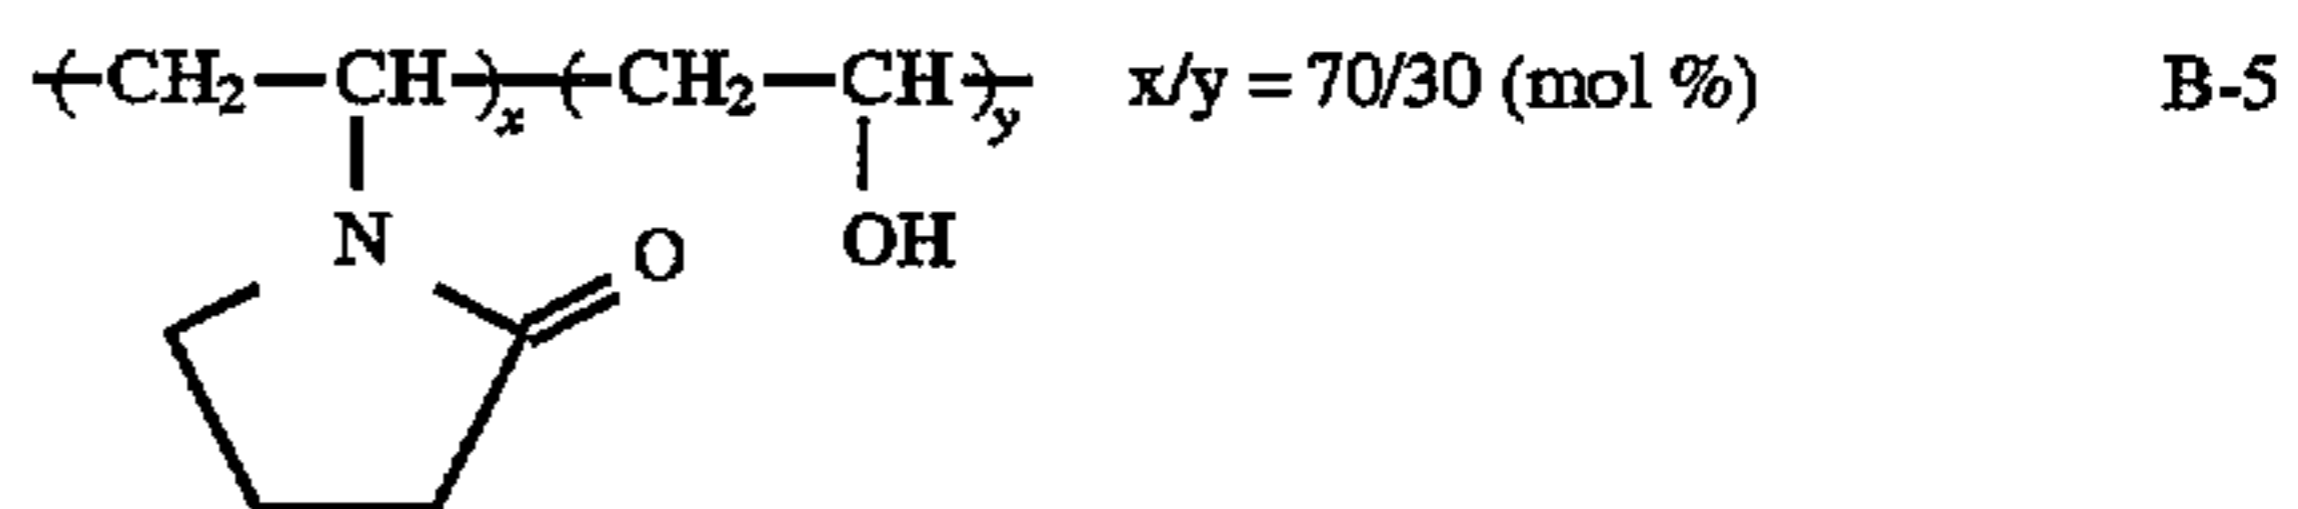 (CH₂—CH)x (CH₂—CH)y x/y = 70/30 (mol %) B-5
N O OH